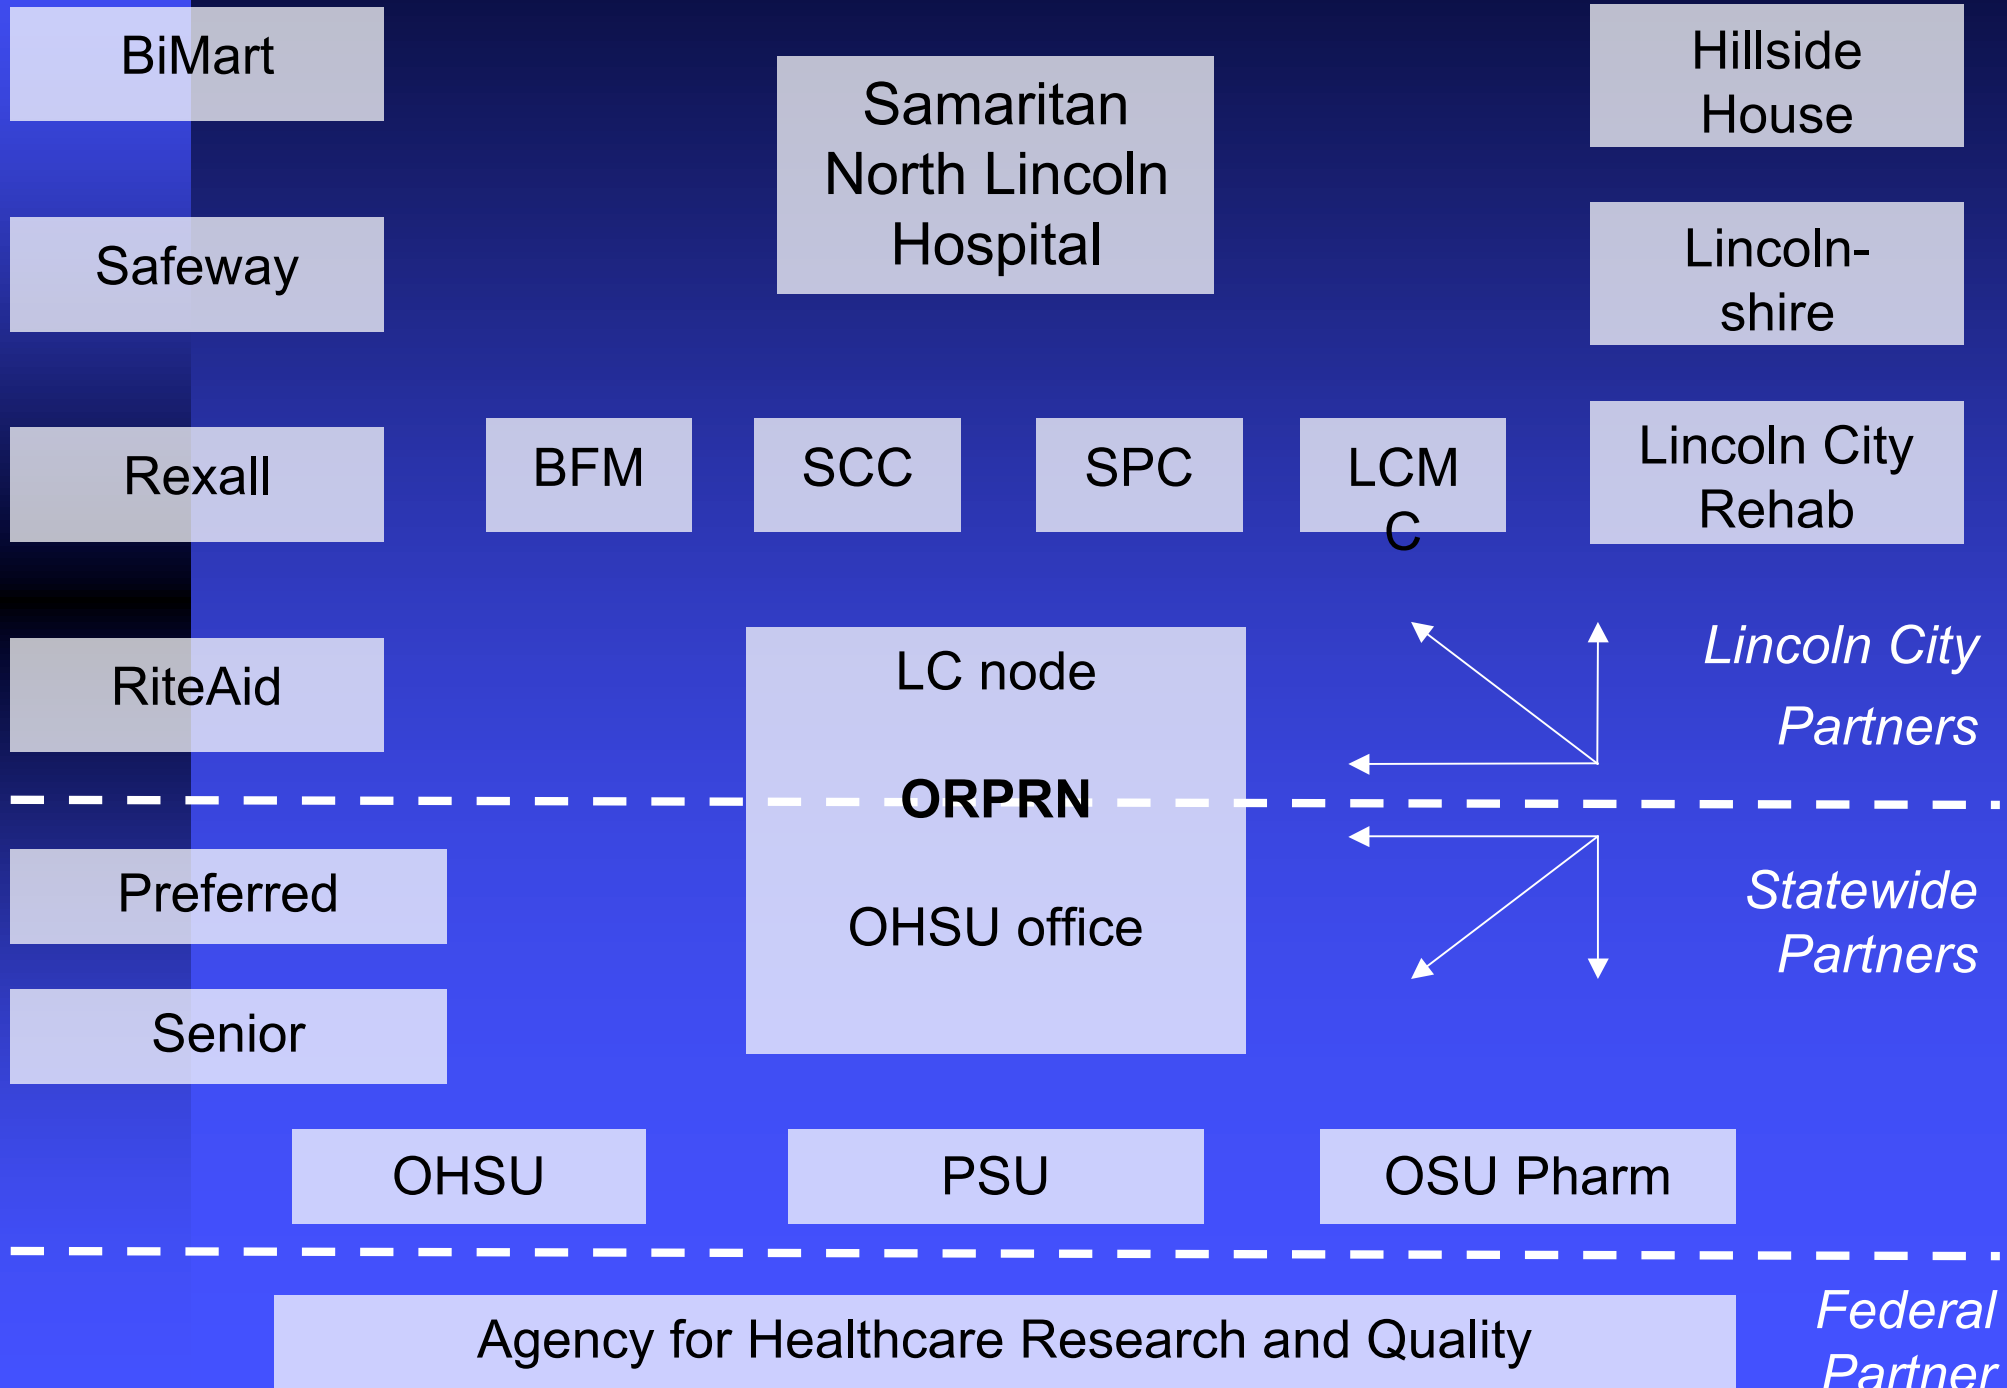 BiMart
Samaritan
North Lincoln
Hospital
Hillside
House
Safeway
Lincoln-
shire
Rexall
BFM
SCC
SPC
LCM
C
Lincoln City
Rehab
RiteAid
LC node
ORPRN
OHSU office
Lincoln City
Partners
Preferred
Statewide
Partners
Senior
OHSU
PSU
OSU Pharm
Agency for Healthcare Research and Quality
Federal
Partner